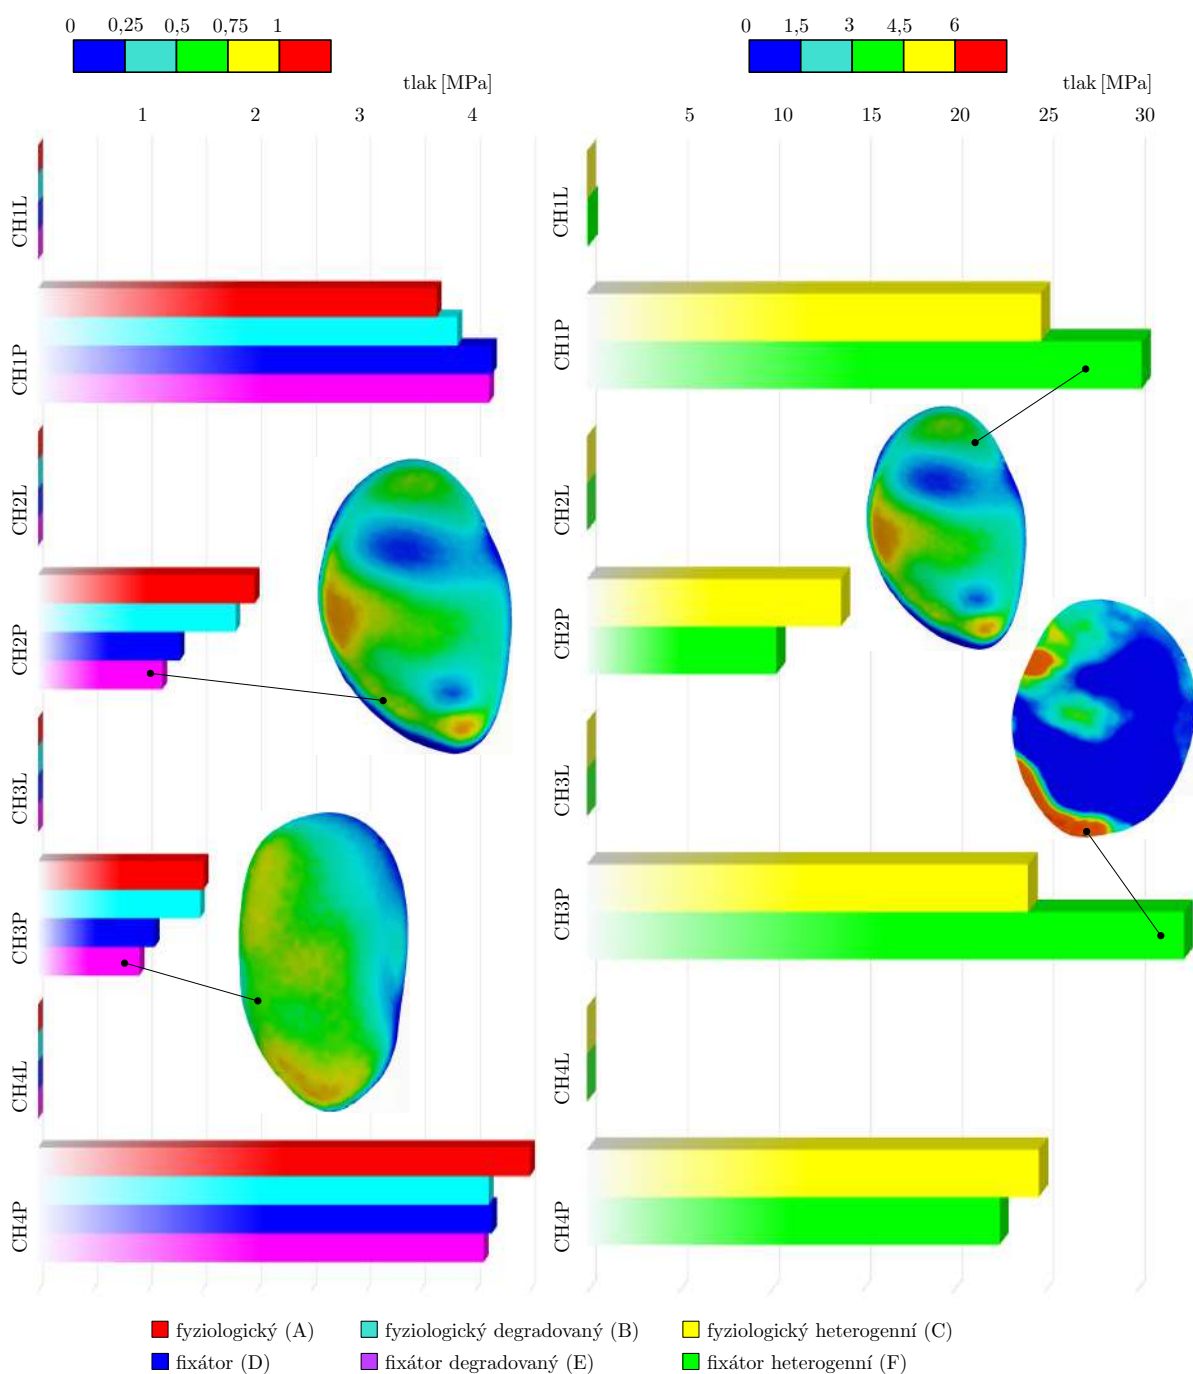 0 0,25 0,5 0,75 1
tlak [MPa]
1 2 3 4
CH1L
CH1P
CH2L
CH2P
CH3L
CH3P
CH4L
CH4P
0 1,5 3 4,5 6
tlak [MPa]
5 10 15 20 25 30
CH1L
CH1P
CH2L
CH2P
CH3L
CH3P
CH4L
CH4P
fyziologický (A) fyziologický degradovaný (B) fyziologický heterogenní (C)
fixátor (D) fixátor degradovaný (E) fixátor heterogenní (F)